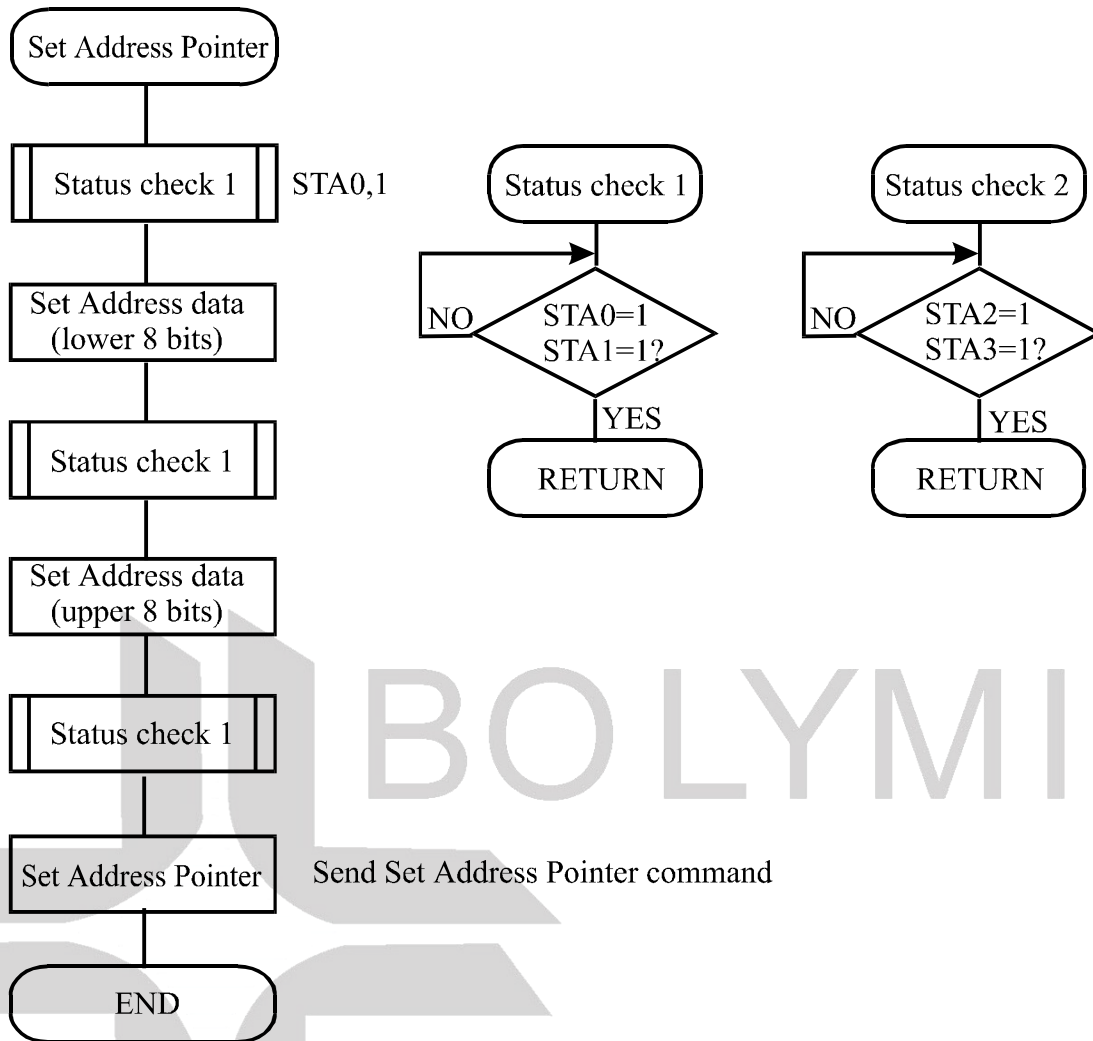 Set Address Pointer
Status check 1
STA0,1
Set Address data
(lower 8 bits)
Status check 1
Set Address data
(upper 8 bits)
Status check 1
Set Address Pointer
Send Set Address Pointer command
END
Status check 1
NO
STA0=1
STA1=1?
YES
RETURN
Status check 2
NO
STA2=1
STA3=1?
YES
RETURN
BOLYMI